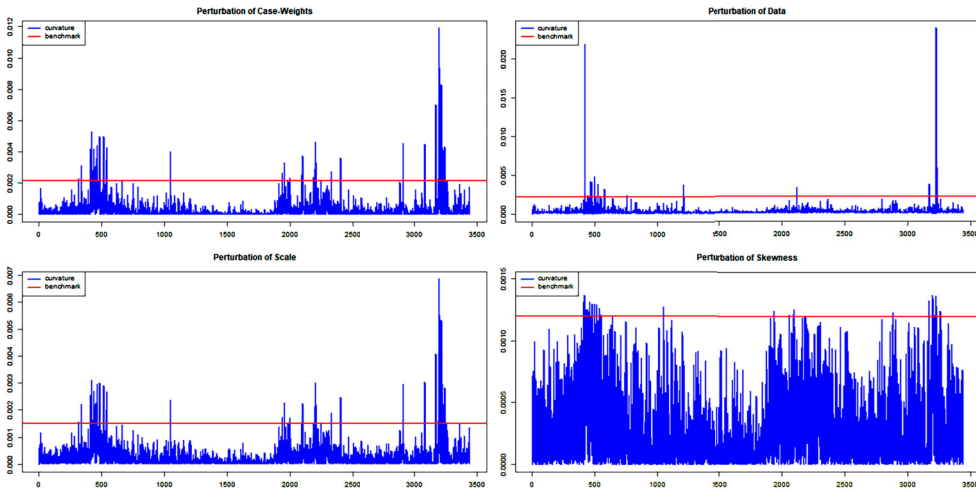 Perturbation of Case-Weights
curvature
benchmark
0.012
0.010
0.008
0.006
0.004
0.002
0.000
0 500 1000 1500 2000 2500 3000 3500
Perturbation of Data
curvature
benchmark
0.020
0.015
0.010
0.005
0.000
0 500 1000 1500 2000 2500 3000 3500
Perturbation of Scale
curvature
benchmark
0.007
0.006
0.005
0.004
0.003
0.002
0.001
0.000
0 500 1000 1500 2000 2500 3000 3500
Perturbation of Skewness
curvature
benchmark
0.0015
0.0010
0.0005
0.0000
0 500 1000 1500 2000 2500 3000 3500